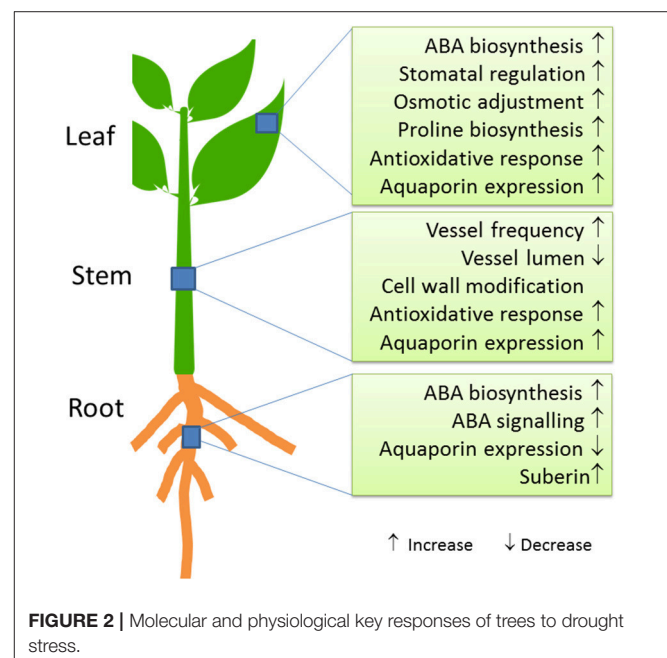 Leaf
ABA biosynthesis ↑
Stomatal regulation ↑
Osmotic adjustment ↑
Proline biosynthesis ↑
Antioxidative response ↑
Aquaporin expression ↑
Stem
Vessel frequency ↑
Vessel lumen ↓
Cell wall modification
Antioxidative response ↑
Aquaporin expression ↑
Root
ABA biosynthesis ↑
ABA signalling ↑
Aquaporin expression ↓
Suberin ↑
↑ Increase ↓ Decrease
FIGURE 2 | Molecular and physiological key responses of trees to drought
stress.